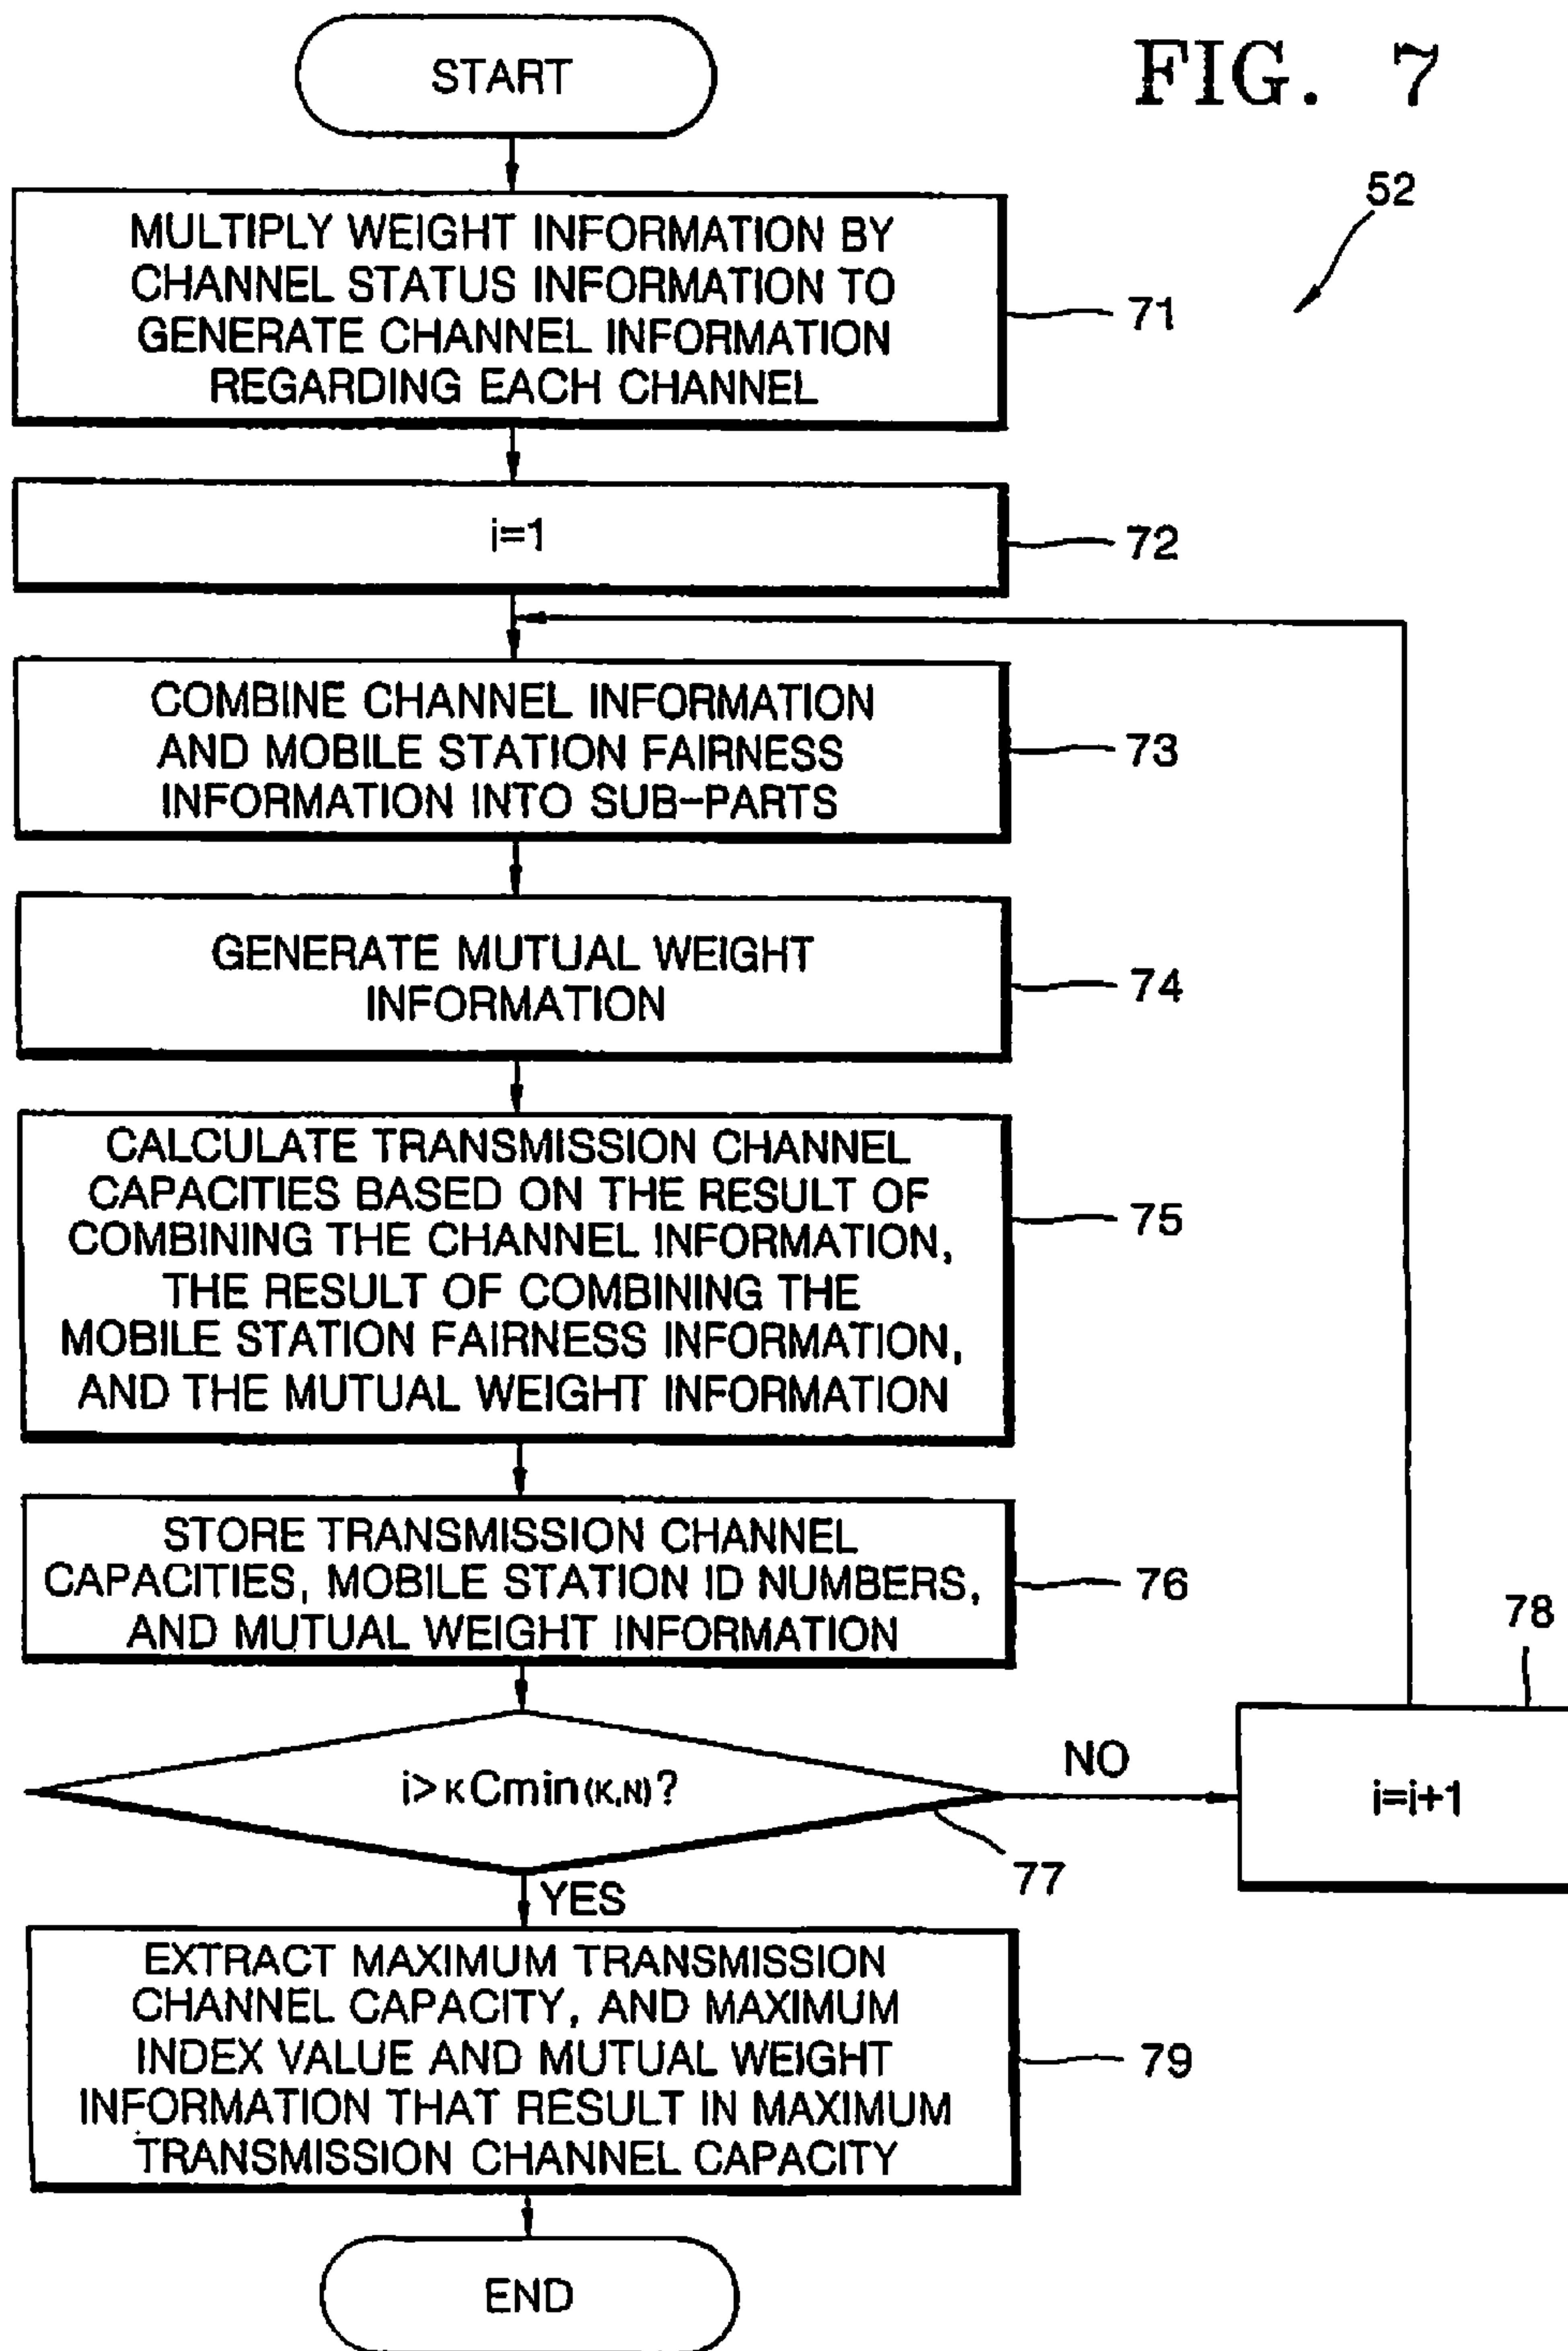 START
FIG. 7
52
MULTIPLY WEIGHT INFORMATION BY
CHANNEL STATUS INFORMATION TO
GENERATE CHANNEL INFORMATION
REGARDING EACH CHANNEL
71
i=1
72
COMBINE CHANNEL INFORMATION
AND MOBILE STATION FAIRNESS
INFORMATION INTO SUB-PARTS
73
GENERATE MUTUAL WEIGHT
INFORMATION
74
CALCULATE TRANSMISSION CHANNEL
CAPACITIES BASED ON THE RESULT OF
COMBINING THE CHANNEL INFORMATION,
THE RESULT OF COMBINING THE
MOBILE STATION FAIRNESS INFORMATION,
AND THE MUTUAL WEIGHT INFORMATION
75
STORE TRANSMISSION CHANNEL
CAPACITIES, MOBILE STATION ID NUMBERS,
AND MUTUAL WEIGHT INFORMATION
76
78
i>KCmin(K,N)?
NO
i=i+1
77
YES
EXTRACT MAXIMUM TRANSMISSION
CHANNEL CAPACITY, AND MAXIMUM
INDEX VALUE AND MUTUAL WEIGHT
INFORMATION THAT RESULT IN MAXIMUM
TRANSMISSION CHANNEL CAPACITY
79
END